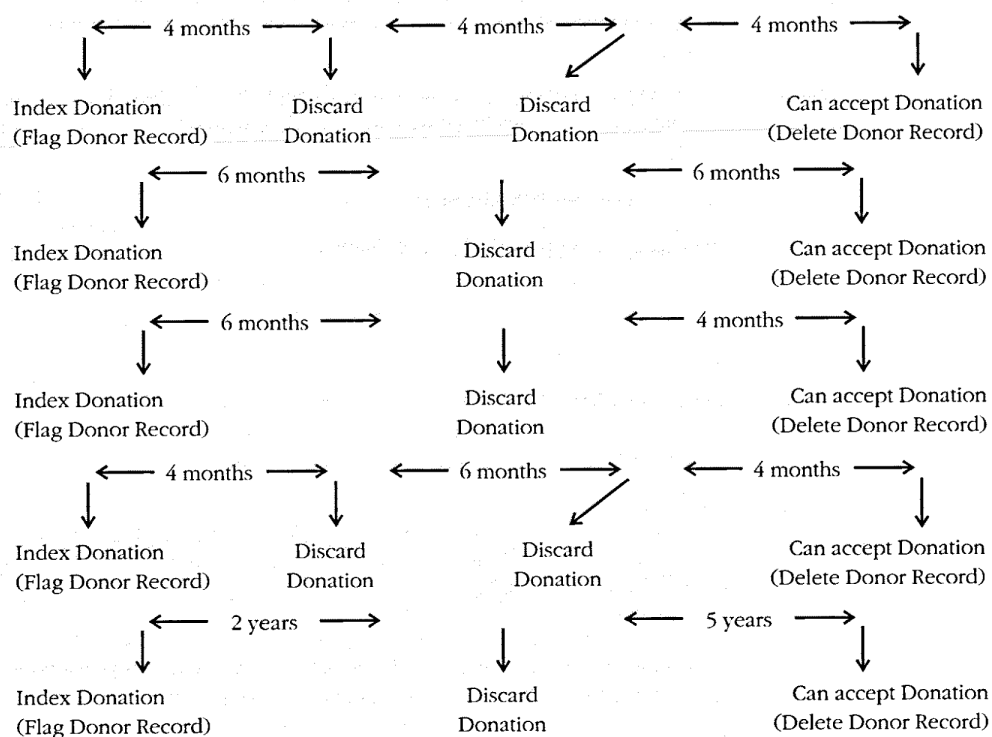 4 months 4 months 4 months
Index Donation Discard Discard Can accept Donation
(Flag Donor Record) Donation Donation (Delete Donor Record)
6 months 6 months
Index Donation Discard Can accept Donation
(Flag Donor Record) Donation (Delete Donor Record)
6 months 4 months
Index Donation Discard Can accept Donation
(Flag Donor Record) Donation (Delete Donor Record)
4 months 6 months 4 months
Index Donation Discard Discard Can accept Donation
(Flag Donor Record) Donation Donation (Delete Donor Record)
2 years 5 years
Index Donation Discard Can accept Donation
(Flag Donor Record) Donation (Delete Donor Record)